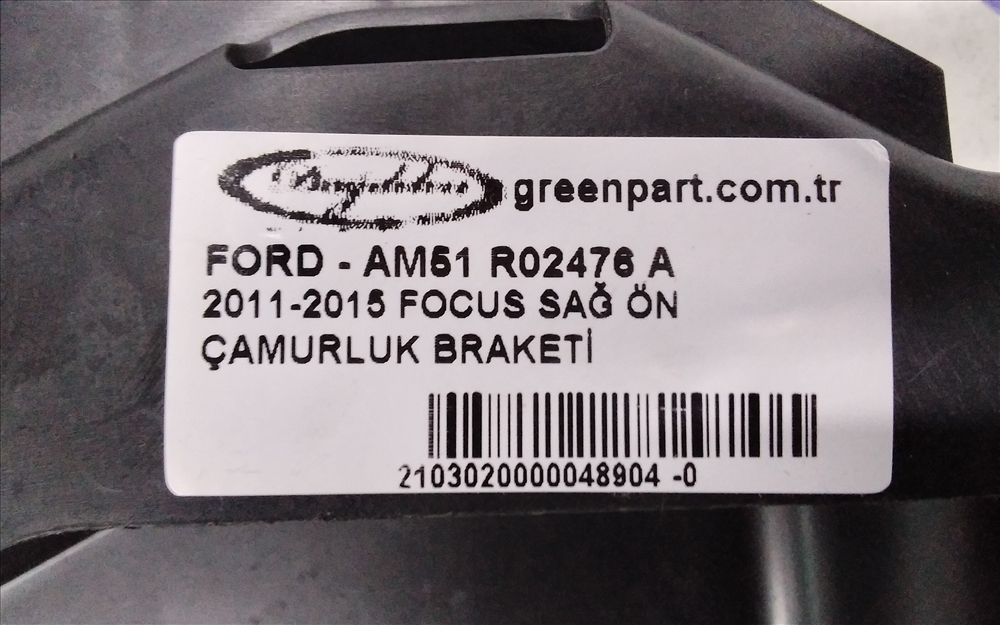 greenpart.com.tr
FORD - AM51 R02476 A
2011-2015 FOCUS SAĞ ÖN
ÇAMURLUK BRAKETİ
2103020000048904 -0